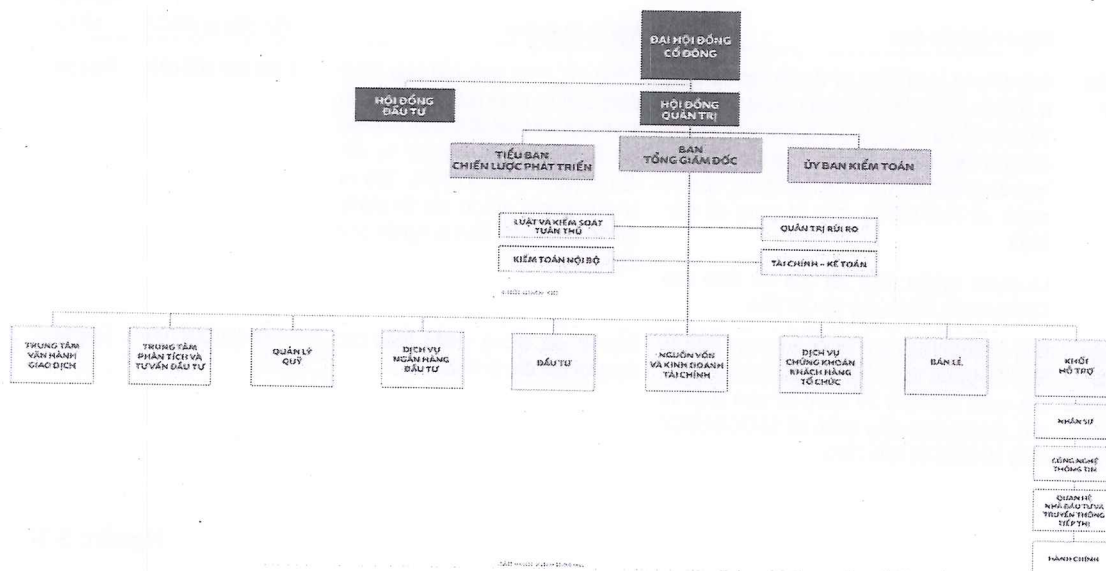 ĐẠI HỘI ĐỒNG
CỔ ĐÔNG
HỘI ĐỒNG
ĐẦU TƯ
HỘI ĐỒNG
QUẢN TRỊ
TIỂU BAN
CHIẾN LƯỢC PHÁT TRIỂN
BAN
TỔNG GIÁM ĐỐC
ỦY BAN KIỂM TOÁN
LUẬT VÀ KIỂM SOÁT
TUÂN THỦ
QUẢN TRỊ RỦI RO
KIỂM TOÁN NỘI BỘ
TÀI CHÍNH – KẾ TOÁN
TRUNG TÂM
VẬN HÀNH
GIAO DỊCH
TRUNG TÂM
PHÂN TÍCH VÀ
TƯ VẤN ĐẦU TƯ
QUẢN LÝ
QUỸ
DỊCH VỤ
NGÂN HÀNG
ĐẦU TƯ
ĐẦU TƯ
NGUỒN VỐN
VÀ KINH DOANH
TÀI CHÍNH
DỊCH VỤ
CHỨNG KHOÁN
KHÁCH HÀNG
TỔ CHỨC
BÁN LẺ
KHỐI
HỖ TRỢ
NHÂN SỰ
CÔNG NGHỆ
THÔNG TIN
QUAN HỆ
NHÀ ĐẦU TƯ VÀ
TRUYỀN THÔNG
TIẾP THỊ
HÀNH CHÍNH